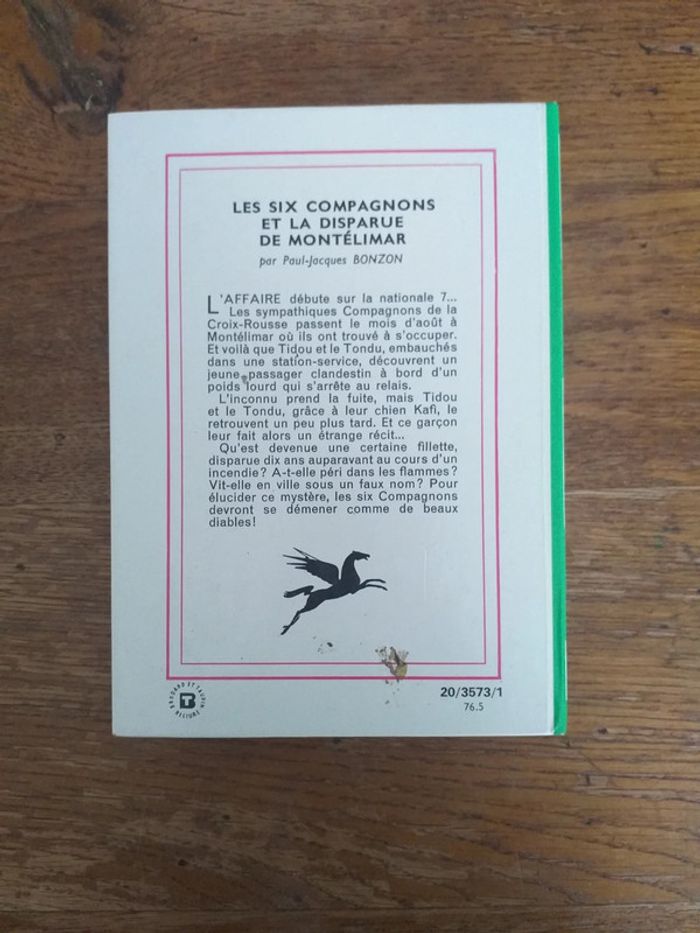 LES SIX COMPAGNONS
ET LA DISPARUE
DE MONTÉLIMAR
par Paul-Jacques BONZON
L'AFFAIRE débute sur la nationale 7...
Les sympathiques Compagnons de la
Croix-Rousse passent le mois d'août à
Montélimar où ils ont trouvé à s'occuper.
Et voilà que Tidou et le Tondu, embauchés
dans une station-service, découvrent un
jeune passager clandestin à bord d'un
poids lourd qui s'arrête au relais.
L'inconnu prend la fuite, mais Tidou
et le Tondu, grâce à leur chien Kafi, le
retrouvent un peu plus tard. Et ce garçon
leur fait alors un étrange récit...
Qu'est devenue une certaine fillette,
disparue dix ans auparavant au cours d'un
incendie? A-t-elle péri dans les flammes?
Vit-elle en ville sous un faux nom? Pour
élucider ce mystère, les six Compagnons
devront se démener comme de beaux
diables!
BRODARD ET TAUPIN
RELIURE
20/3573/1
76.5